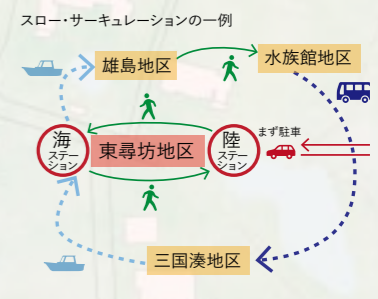 スロー・サーキュレーションの一例
雄島地区
水族館地区
海
ステー
ション
東尋坊地区
陸
ステー
ション
まず駐車
三国湊地区